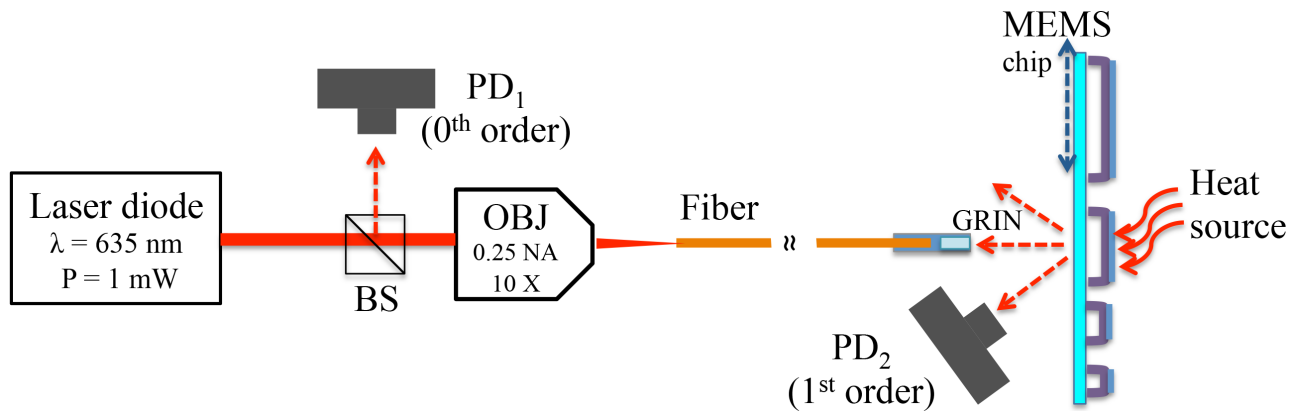 MEMS
chip
PD₁
(0ᵗʰ order)
Laser diode
λ = 635 nm
P = 1 mW
BS
OBJ
0.25 NA
10 X
Fiber
≈
GRIN
Heat
source
PD₂
(1ˢᵗ order)